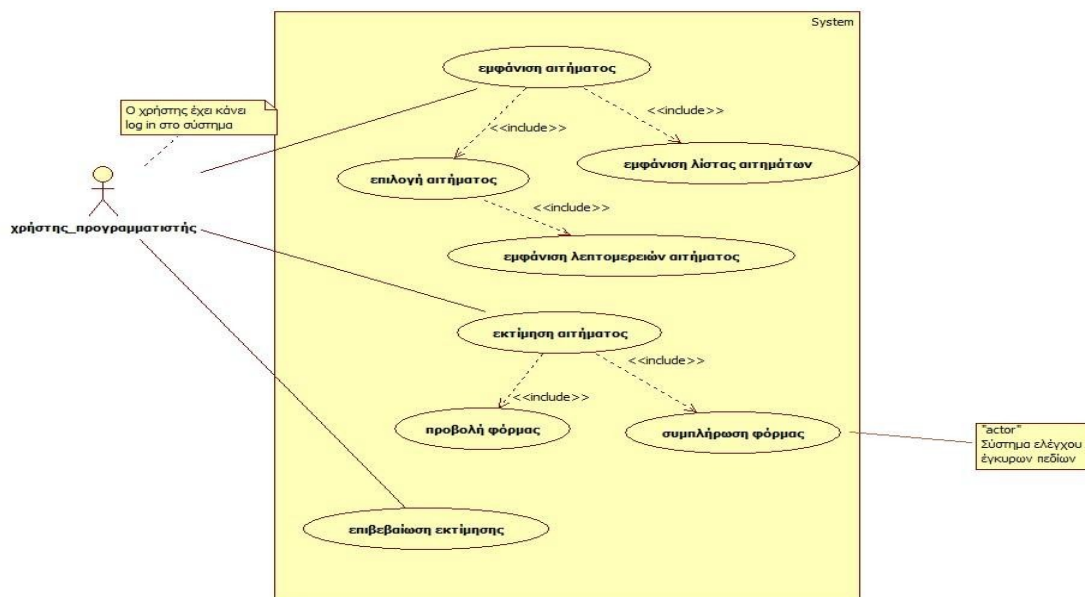 System
εμφάνιση αιτήματος
Ο χρήστης έχει κάνει
log in στο σύστημα
<<include>>
<<include>>
εμφάνιση λίστας αιτημάτων
επιλογή αιτήματος
<<include>>
χρήστης_προγραμματιστής
εμφάνιση λεπτομερειών αιτήματος
εκτίμηση αιτήματος
<<include>>
<<include>>
προβολή φόρμας
συμπλήρωση φόρμας
"actor"
Σύστημα ελέγχου
έγκυρων πεδίων
επιβεβαίωση εκτίμησης